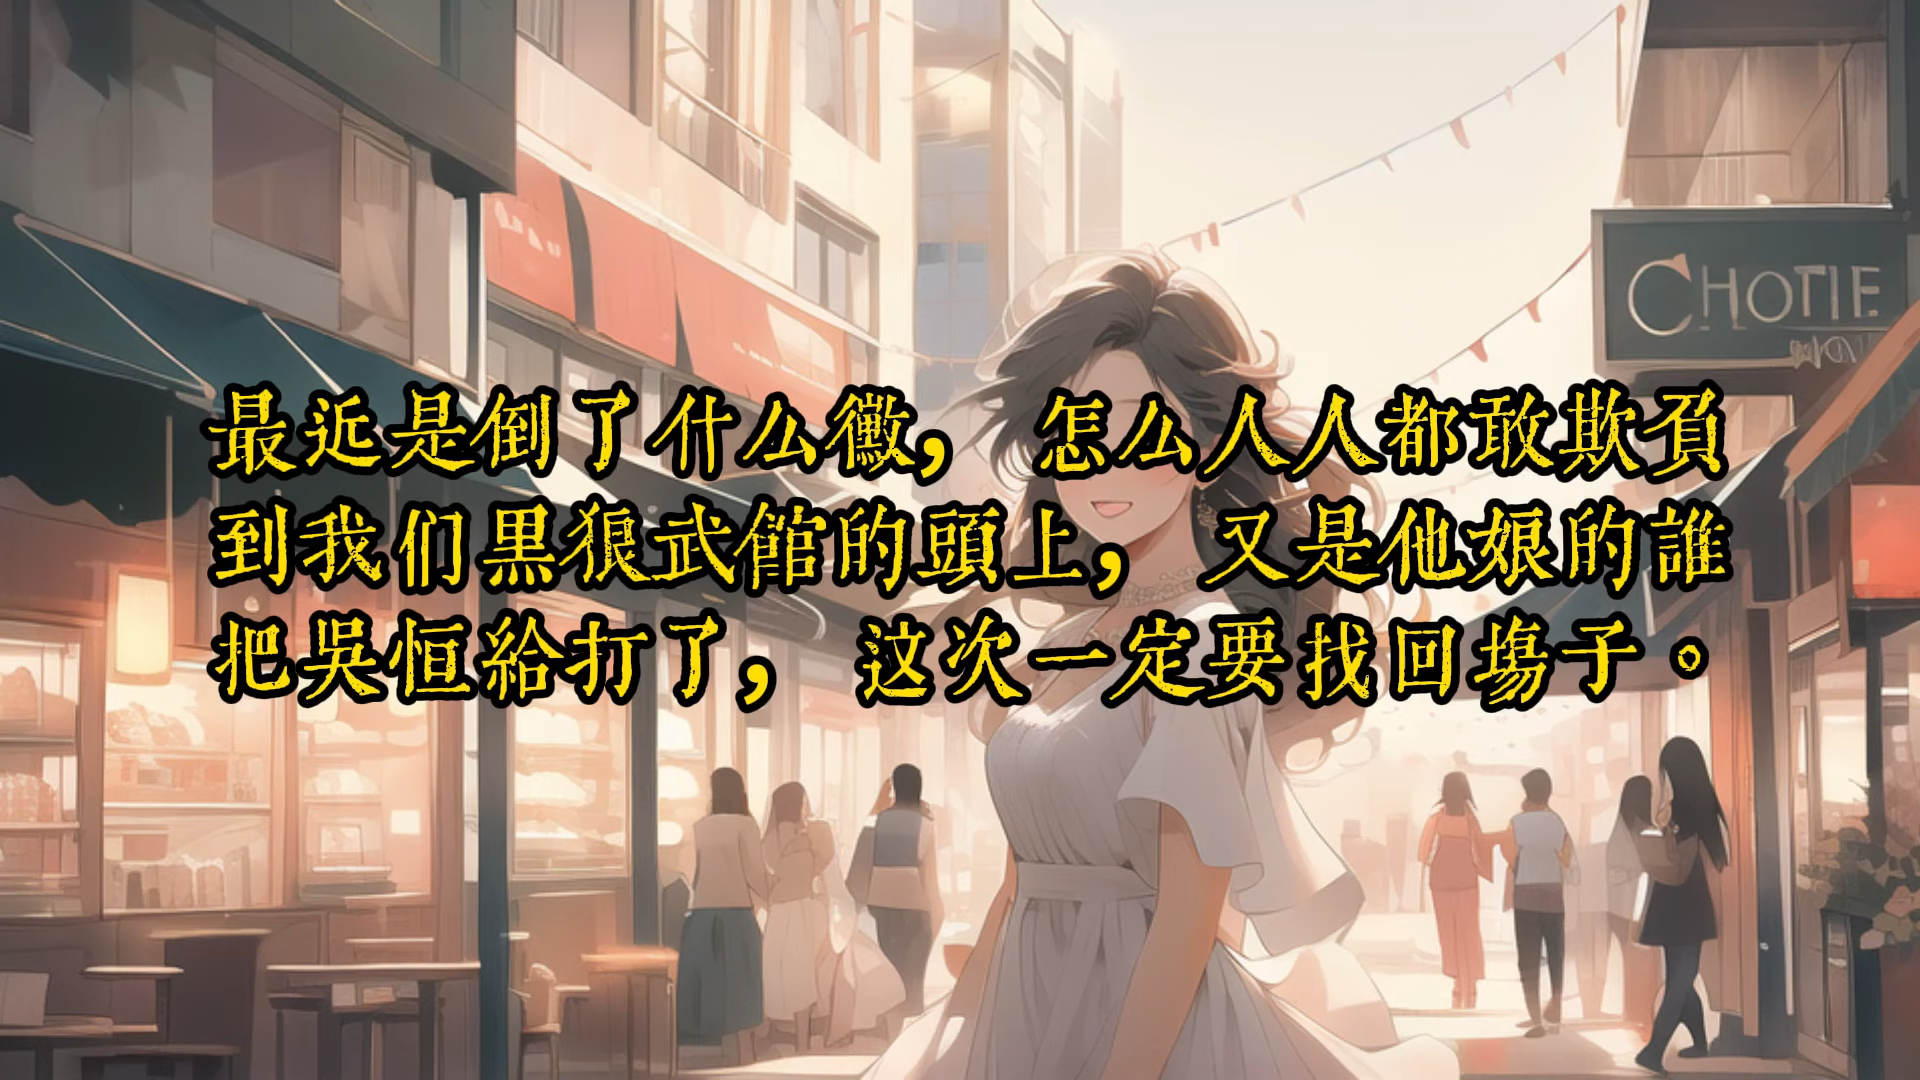 最近是倒了什么黴，怎么人人都敢欺負
到我们黒狼武館的頭上，又是他娘的誰
把吳恒給打了，这次一定要找回場子。
CHOTIE